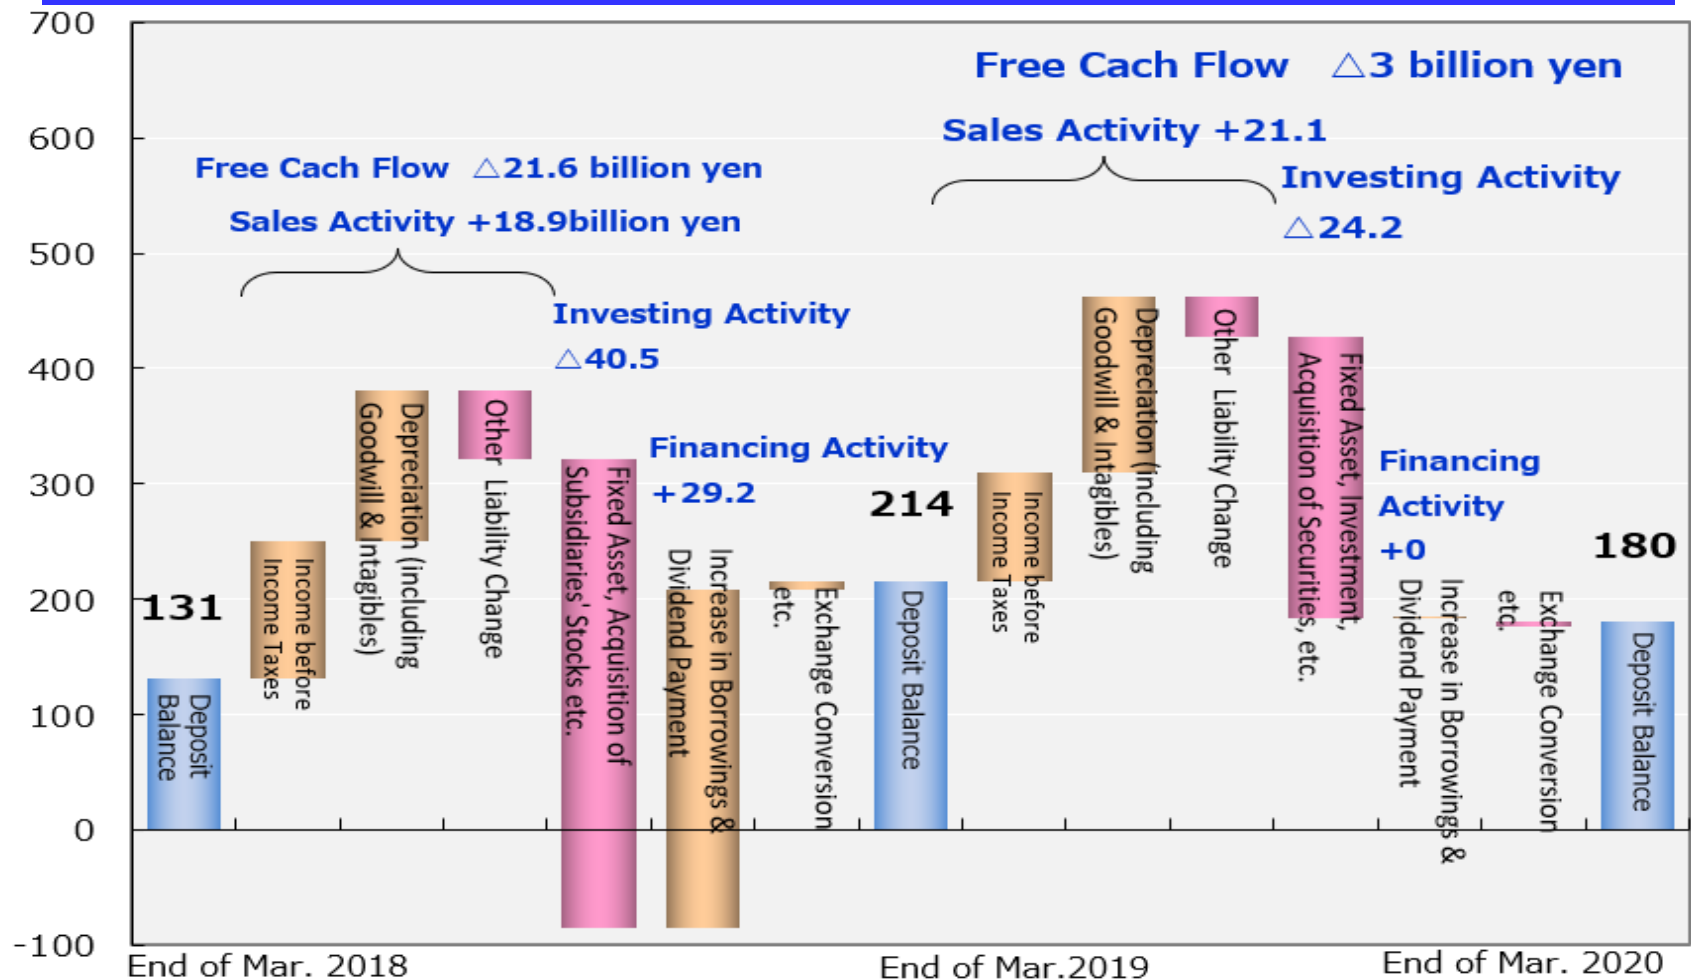 700
600
500
400
300
200
100
0
-100
Free Cach Flow △3 billion yen
Sales Activity +21.1
Investing Activity
△24.2
Free Cach Flow △21.6 billion yen
Sales Activity +18.9billion yen
Investing Activity
△40.5
Financing Activity
+29.2
Financing
Activity
+0
131
214
180
Deposit
Balance
Income before
Income Taxes
Depreciation (including
Goodwill & Intagibles)
Other Liability Change
Fixed Asset, Acquisition of
Subsidiaries' Stocks etc.
Increase in Borrowings &
Dividend Payment
Exchange Conversion
etc.
Deposit Balance
Income before
Income Taxes
Depreciation (including
Goodwill & Intagibles)
Other Liability Change
Fixed Asset, Investment,
Acquisition of Securities, etc.
Increase in Borrowings &
Dividend Payment
Exchange Conversion
etc.
Deposit Balance
End of Mar. 2018
End of Mar.2019
End of Mar. 2020